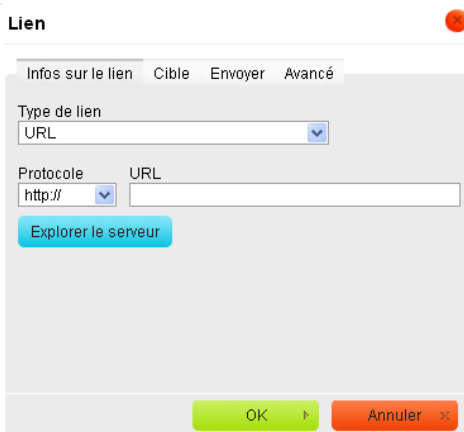 Lien
Infos sur le lien Cible Envoyer Avancé
Type de lien
URL
Protocole URL
http://
Explorer le serveur
OK Annuler